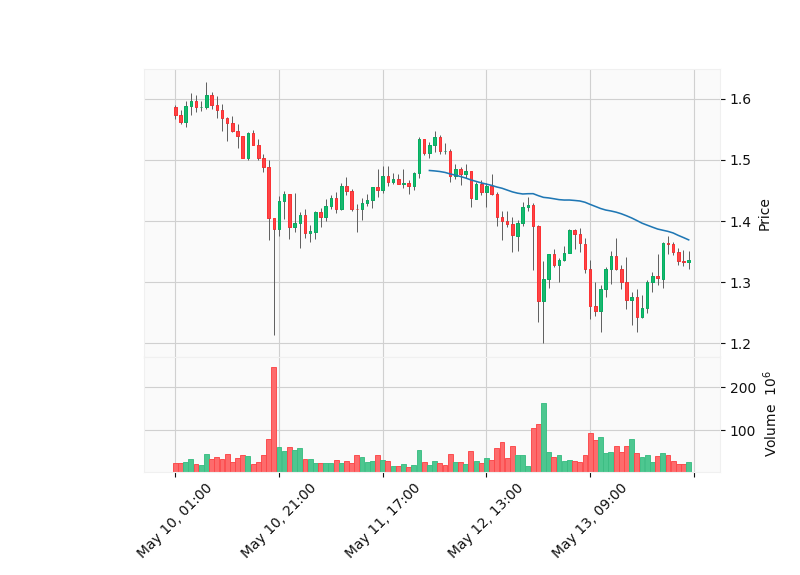 1.6
1.5
1.4
1.3
1.2
Price
200
100
Volume 10^6
May 10, 01:00
May 10, 21:00
May 11, 17:00
May 12, 13:00
May 13, 09:00